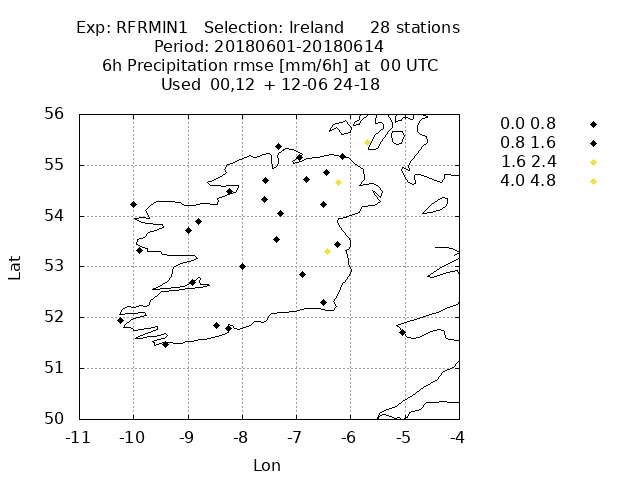 Exp: RFRMIN1 Selection: Ireland 28 stations
Period: 20180601-20180614
6h Precipitation rmse [mm/6h] at 00 UTC
Used 00,12 + 12-06 24-18
0.0 0.8
0.8 1.6
1.6 2.4
4.0 4.8
56
55
54
53
52
51
50
Lat
-11 -10 -9 -8 -7 -6 -5 -4
Lon